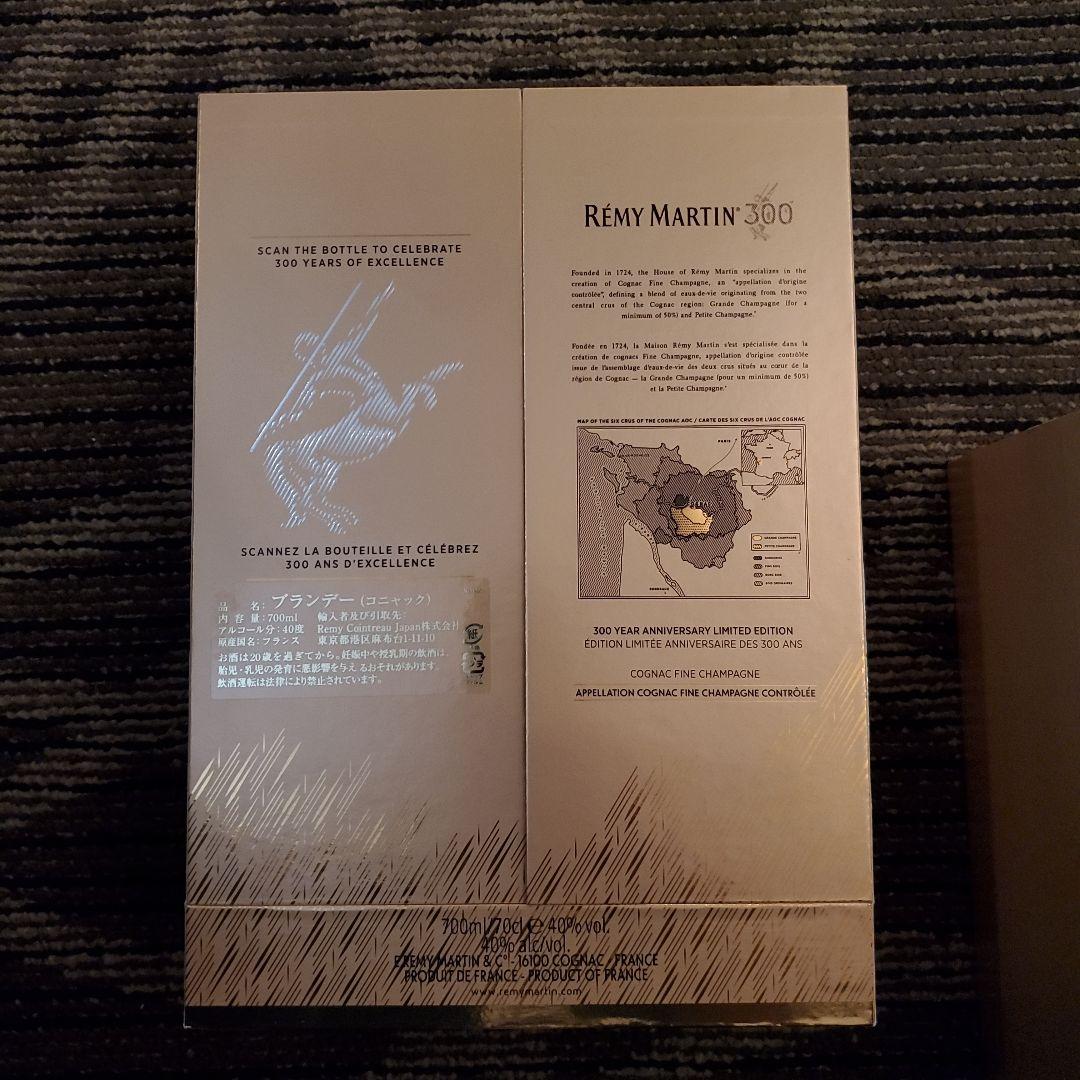 SCAN THE BOTTLE TO CELEBRATE
300 YEARS OF EXCELLENCE
SCANNEZ LA BOUTEILLE ET CÉLÉBREZ
300 ANS D'EXCELLENCE
品 名: ブランデー (コニャック)
内 容 量:700ml 輸入者及び引取先:
アルコール分:40度 Remy Cointreau Japan株式会社
原産国名:フランス 東京都港区麻布台1-11-10
お酒は20歳を過ぎてから。妊娠中や授乳期の飲酒は、
胎児・乳児の発育に悪影響を与えるおそれがあります。
飲酒運転は法律により禁止されています。
紙
RÉMY MARTIN® 300
Founded in 1724, the House of Rémy Martin specializes in the
creation of Cognac Fine Champagne, an "appellation d'origine
contrôlée", defining a blend of eaux-de-vie originating from the two
central crus of the Cognac region: Grande Champagne (for a
minimum of 50%) and Petite Champagne.
Fondée en 1724, la Maison Rémy Martin s'est spécialisée dans la
création de cognacs Fine Champagne, appellation d'origine contrôlée
issue de l'assemblage d'eaux-de-vie des deux crus situés au cœur de la
région de Cognac — la Grande Champagne (pour un minimum de 50%)
et la Petite Champagne.
MAP OF THE SIX CRUS OF THE COGNAC AOC / CARTE DES SIX CRUS DE L'AOC COGNAC
PARIS
GRANDE CHAMPAGNE
PETITE CHAMPAGNE
BORDERIES
FINS BOIS
BONS BOIS
BOIS ORDINAIRES
BORDEAUX
300 YEAR ANNIVERSARY LIMITED EDITION
ÉDITION LIMITÉE ANNIVERSAIRE DES 300 ANS
COGNAC FINE CHAMPAGNE
APPELLATION COGNAC FINE CHAMPAGNE CONTRÔLÉE
700ml/70cl ℮ 40% vol.
40% alc/vol.
E.REMY MARTIN & C° - 16100 COGNAC - FRANCE
PRODUIT DE FRANCE - PRODUCT OF FRANCE
www.remymartin.com